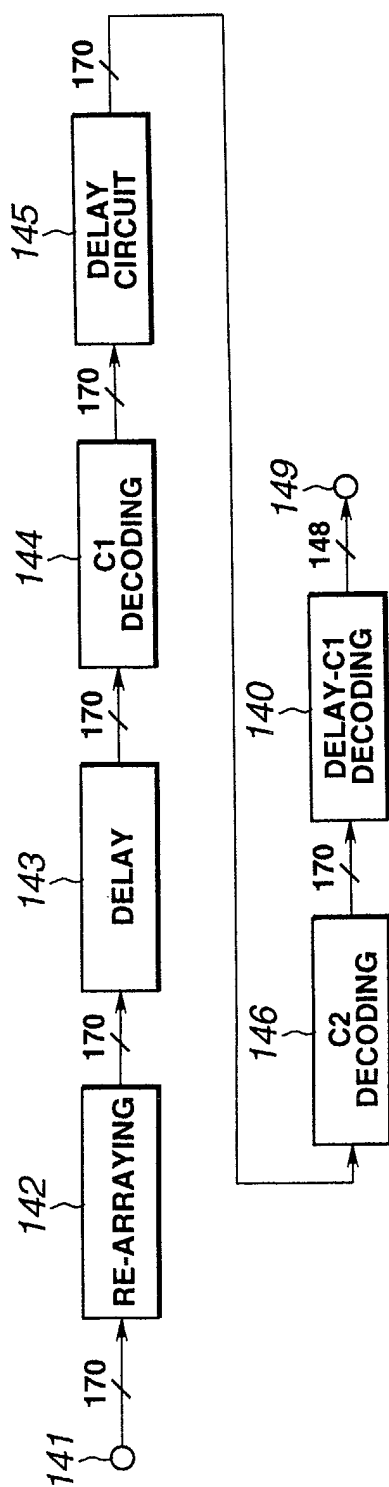 141
170
142
RE-ARRAYING
170
143
DELAY
170
144
C1
DECODING
170
145
DELAY
CIRCUIT
170
146
C2
DECODING
170
140
DELAY-C1
DECODING
148
149